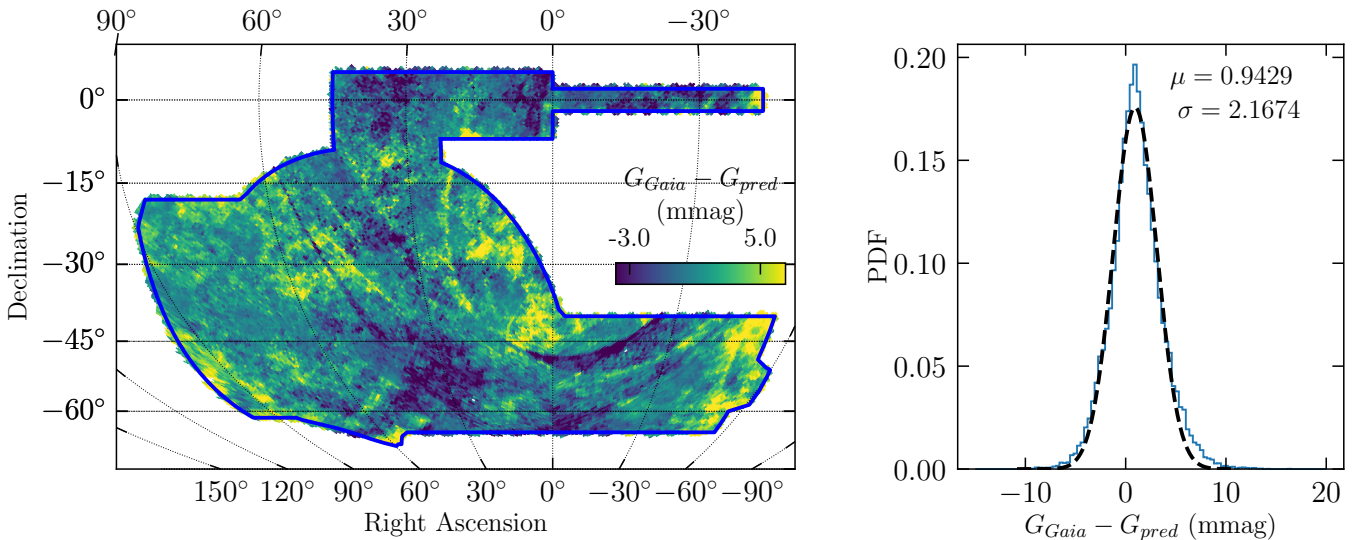 90° 60° 30° 0° −30°
Declination
0°
−15°
−30°
−45°
−60°
G_Gaia − G_pred
(mmag)
-3.0 5.0
150° 120° 90° 60° 30° 0° −30° −60° −90°
Right Ascension
PDF
0.20
0.15
0.10
0.05
0.00
μ = 0.9429
σ = 2.1674
−10 0 10 20
G_Gaia − G_pred (mmag)